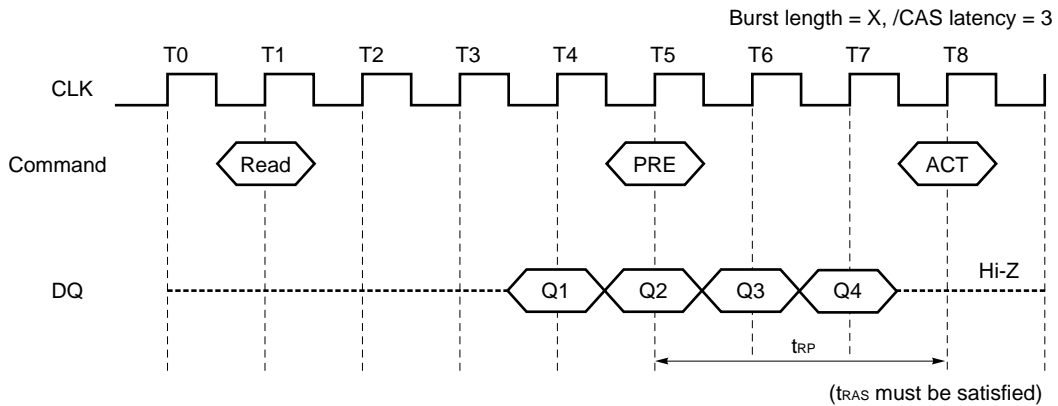 Burst length = X, /CAS latency = 3
T0 T1 T2 T3 T4 T5 T6 T7 T8
CLK
Command Read PRE ACT
Hi-Z
DQ Q1 Q2 Q3 Q4
tRP
(tRAS must be satisfied)